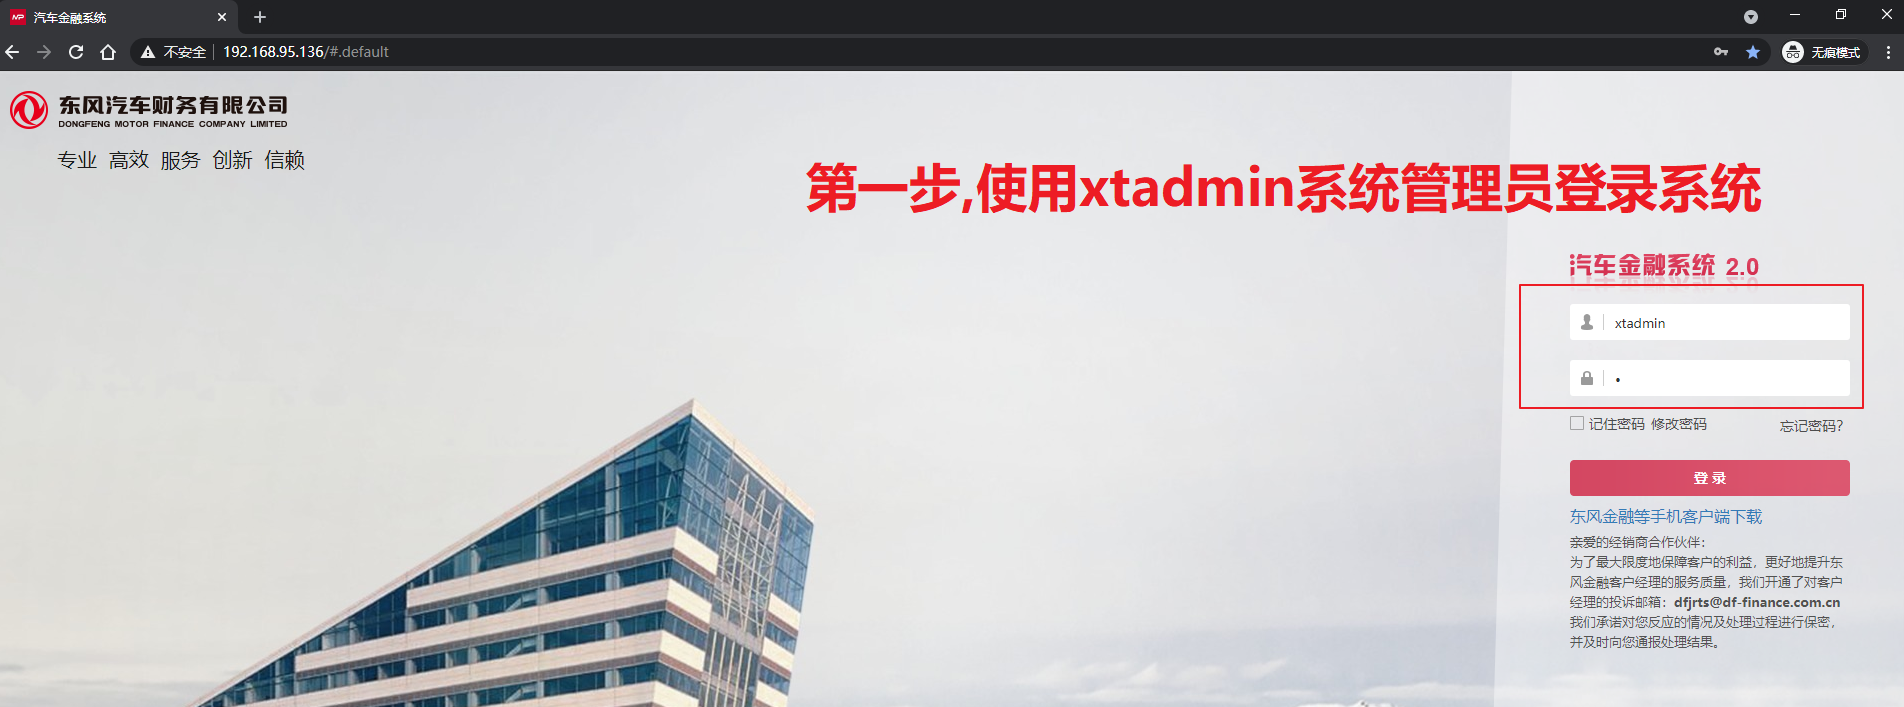 汽车金融系统
不安全
192.168.95.136/#.default
无痕模式
东风汽车财务有限公司
DONGFENG MOTOR FINANCE COMPANY LIMITED
专业 高效 服务 创新 信赖
第一步,使用xtadmin系统管理员登录系统
汽车金融系统 2.0
xtadmin
记住密码 修改密码 忘记密码?
登 录
东风金融等手机客户端下载
亲爱的经销商合作伙伴：
为了最大限度地保障客户的利益，更好地提升东
风金融客户经理的服务质量，我们开通了对客户
经理的投诉邮箱：dfjrts@df-finance.com.cn
我们承诺对您反应的情况及处理过程进行保密，
并及时向您通报处理结果。